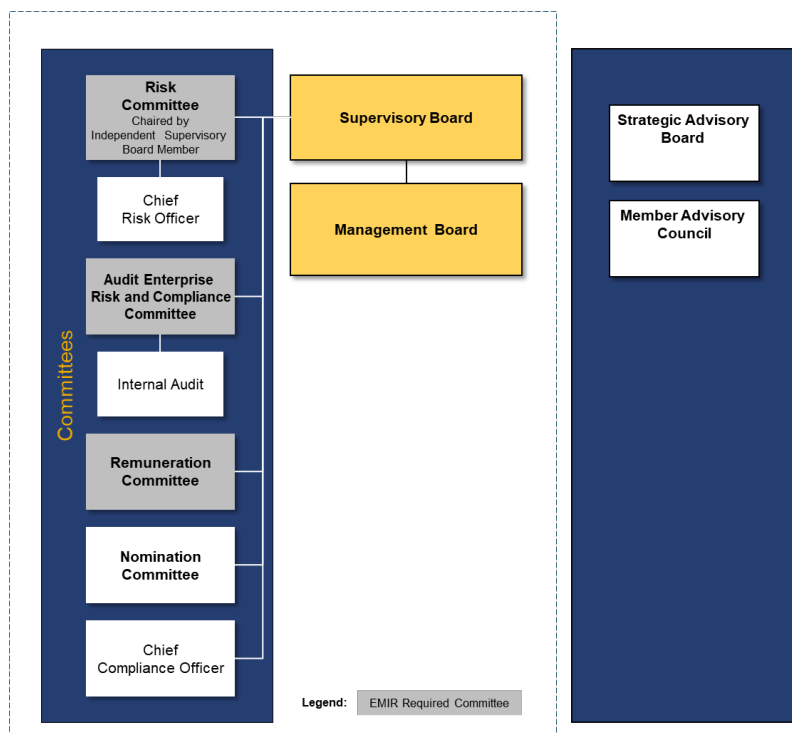 Risk
Committee
Chaired by
Independent Supervisory
Board Member
Chief
Risk Officer
Audit Enterprise
Risk and Compliance
Committee
Internal Audit
Remuneration
Committee
Nomination
Committee
Chief
Compliance Officer
Committees
Supervisory Board
Management Board
Legend:
EMIR Required Committee
Strategic Advisory
Board
Member Advisory
Council